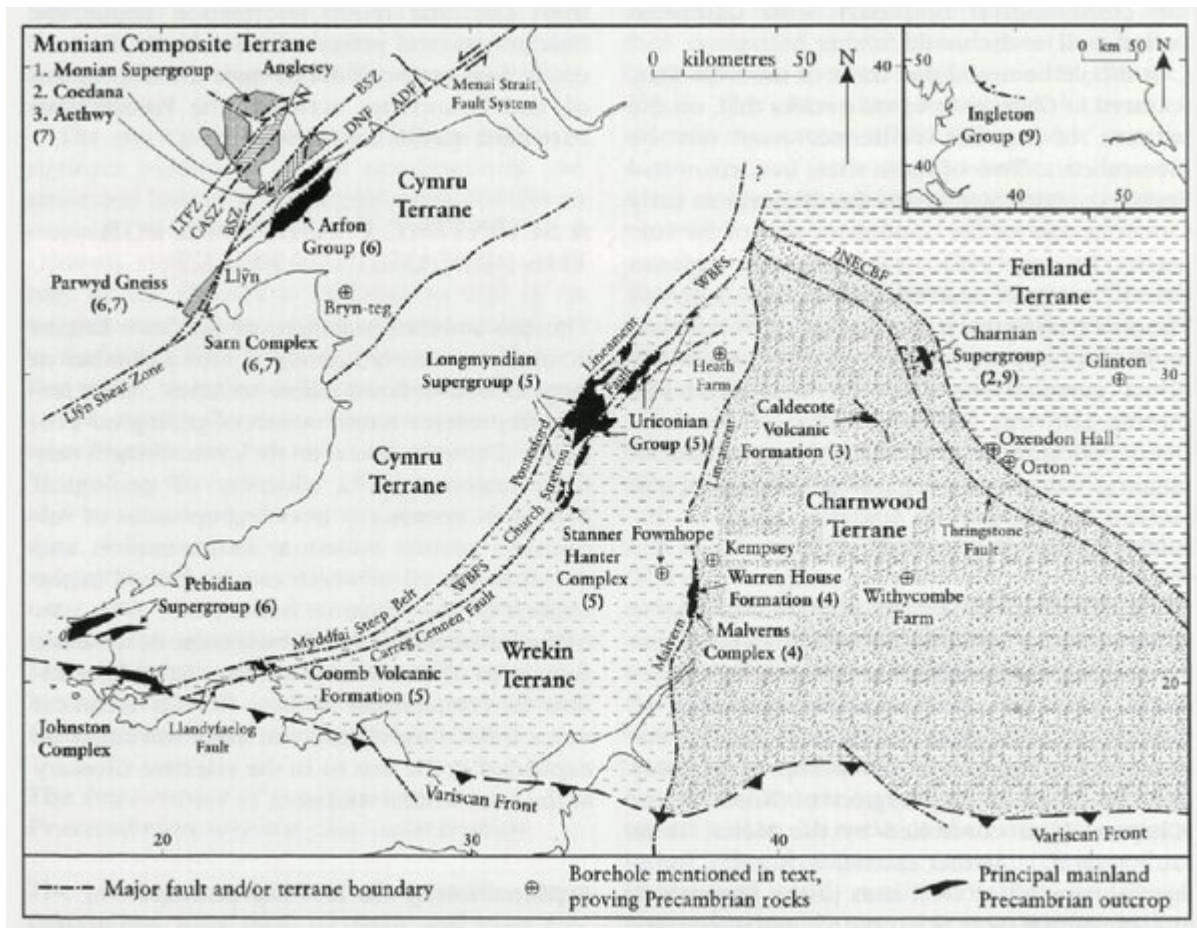 Monian Composite Terrane
1. Monian Supergroup
2. Coedana
3. Aethwy
(7)
Anglesey
BSZ
DNF
ADF
Menai Strait
Fault System
LTF
CASZ
BSZ
Cymru
Terrane
Arfon
Group (6)
Parwyd Gneiss
(6,7)
Llŷn
Bryn-teg
Sarn Complex
(6,7)
Llŷn Shear Zone
0 kilometres 50
N
0 km 50
N
50
Ingleton
Group (9)
40
40
50
WBFS
?NECBF
Fenland
Terrane
Lineament
Fault
Longmyndian
Supergroup (5)
Heath
Farm
Charnian
Supergroup
(2,9)
Glinton
30
Uriconian
Group (5)
Caldecote
Volcanic
Formation (3)
Oxendon Hall
Orton
Pontesford
Lineament
Cymru
Terrane
Church Stretton
Charnwood
Terrane
Thringstone
Fault
Stanner
Hanter
Complex
(5)
Fownhope
Kempsey
Warren House
Formation (4)
Withycombe
Farm
Pebidian
Supergroup (6)
WBFS
Myddfai Steep Belt
Carreg Cennen Fault
Malvern
Malverns
Complex (4)
Wrekin
Terrane
Coomb Volcanic
Formation (5)
20
Johnston
Complex
Llandyfaelog
Fault
Variscan Front
Variscan Front
20
30
40
Major fault and/or terrane boundary
Borehole mentioned in text,
proving Precambrian rocks
Principal mainland
Precambrian outcrop